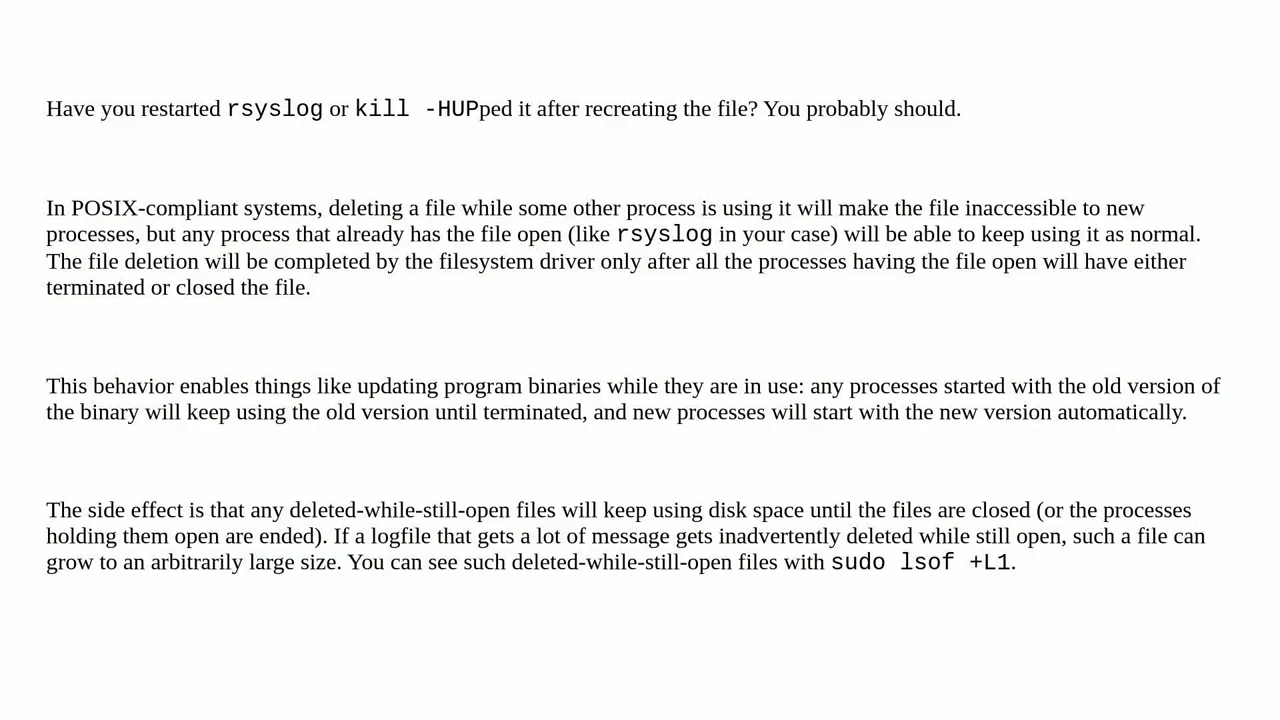 Have you restarted rsyslog or kill -HUPped it after recreating the file? You probably should.
In POSIX-compliant systems, deleting a file while some other process is using it will make the file inaccessible to new
processes, but any process that already has the file open (like rsyslog in your case) will be able to keep using it as normal.
The file deletion will be completed by the filesystem driver only after all the processes having the file open will have either
terminated or closed the file.
This behavior enables things like updating program binaries while they are in use: any processes started with the old version of
the binary will keep using the old version until terminated, and new processes will start with the new version automatically.
The side effect is that any deleted-while-still-open files will keep using disk space until the files are closed (or the processes
holding them open are ended). If a logfile that gets a lot of message gets inadvertently deleted while still open, such a file can
grow to an arbitrarily large size. You can see such deleted-while-still-open files with sudo lsof +L1.